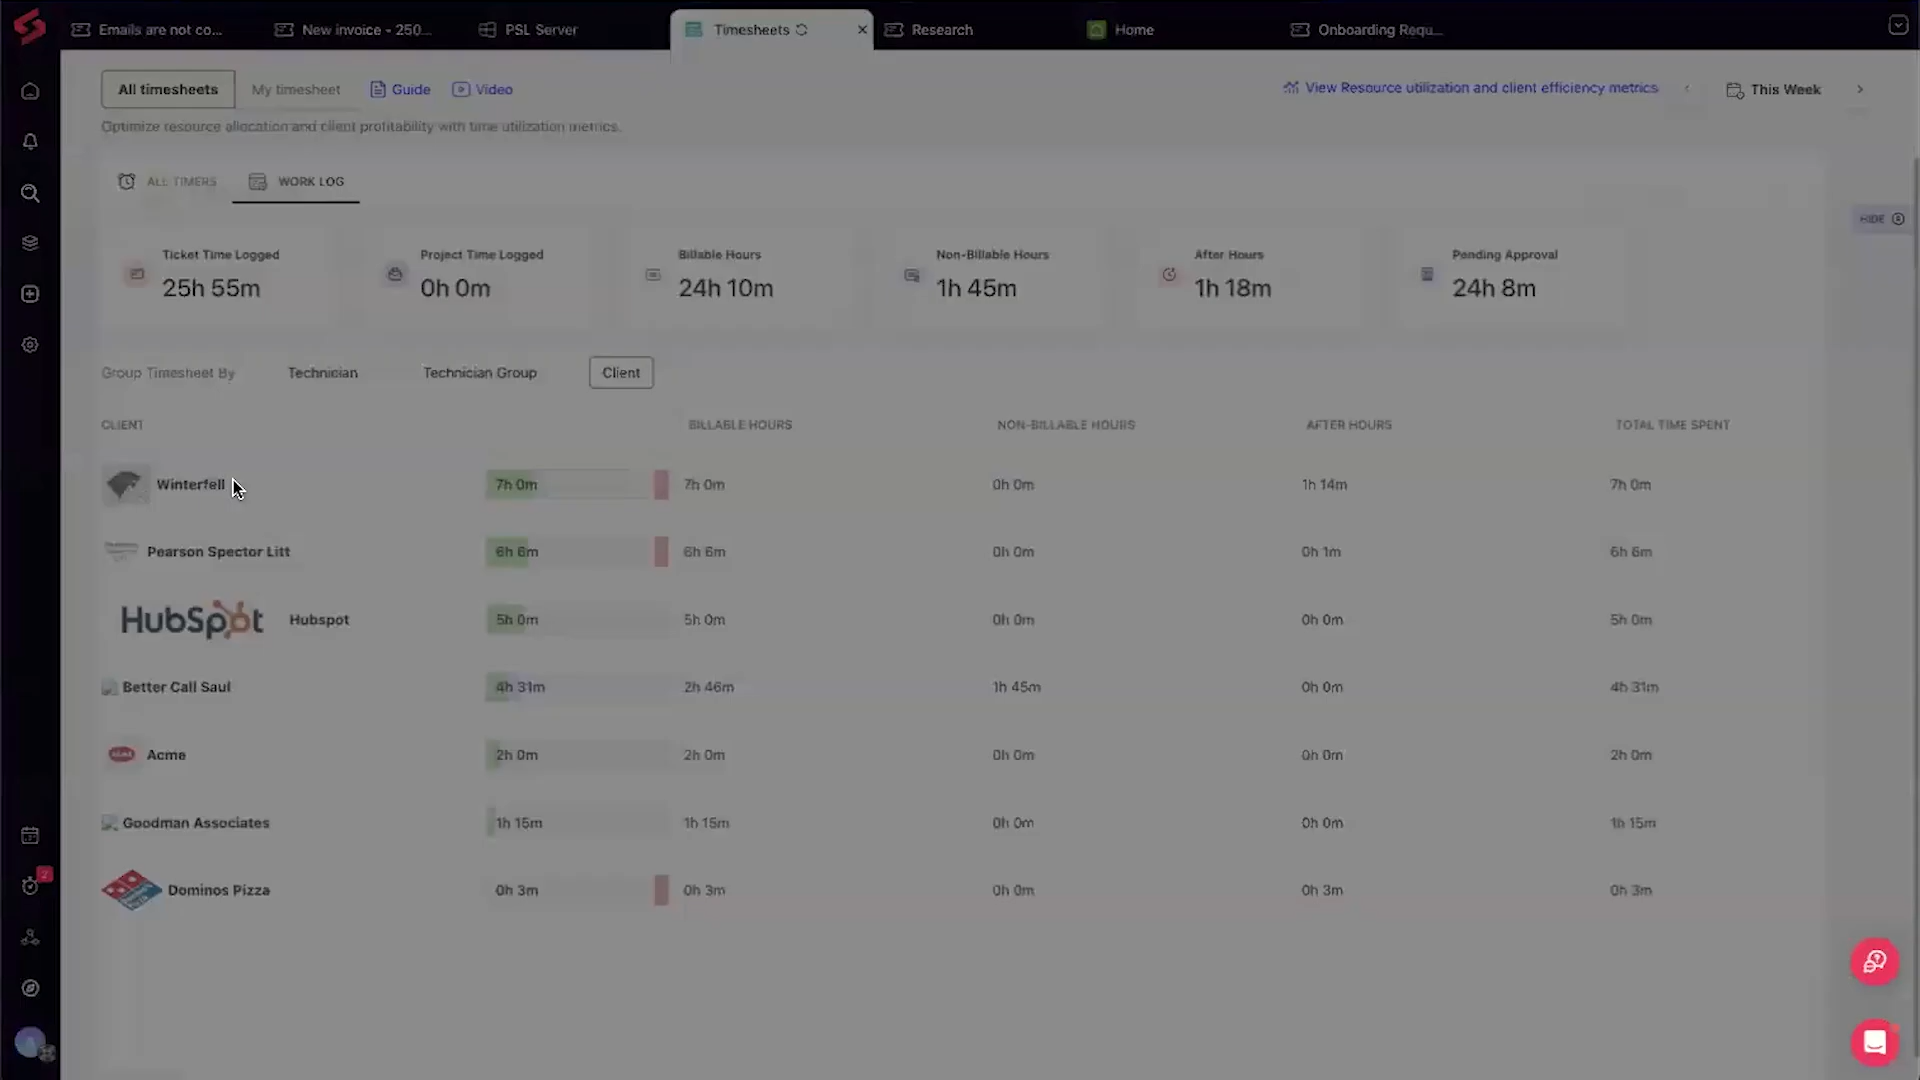 Emails are not co...
New invoice - 250...
PSL Server
Timesheets
Research
Home
Onboarding Requ...
All timesheets
My timesheet
Guide
Video
View Resource utilization and client efficiency metrics
This Week
Optimize resource allocation and client profitability with time utilization metrics.
ALL TIMERS
WORK LOG
HIDE
Ticket Time Logged
25h 55m
Project Time Logged
0h 0m
Billable Hours
24h 10m
Non-Billable Hours
1h 45m
After Hours
1h 18m
Pending Approval
24h 8m
Group Timesheet By
Technician
Technician Group
Client
CLIENT
BILLABLE HOURS
NON-BILLABLE HOURS
AFTER HOURS
TOTAL TIME SPENT
Winterfell
7h 0m
7h 0m
0h 0m
1h 14m
7h 0m
Pearson Spector Litt
6h 6m
6h 6m
0h 0m
0h 1m
6h 6m
HubSpot
Hubspot
5h 0m
5h 0m
0h 0m
0h 0m
5h 0m
Better Call Saul
4h 31m
2h 46m
1h 45m
0h 0m
4h 31m
Acme
2h 0m
2h 0m
0h 0m
0h 0m
2h 0m
Goodman Associates
1h 15m
1h 15m
0h 0m
0h 0m
1h 15m
2
Dominos Pizza
0h 3m
0h 3m
0h 0m
0h 3m
0h 3m